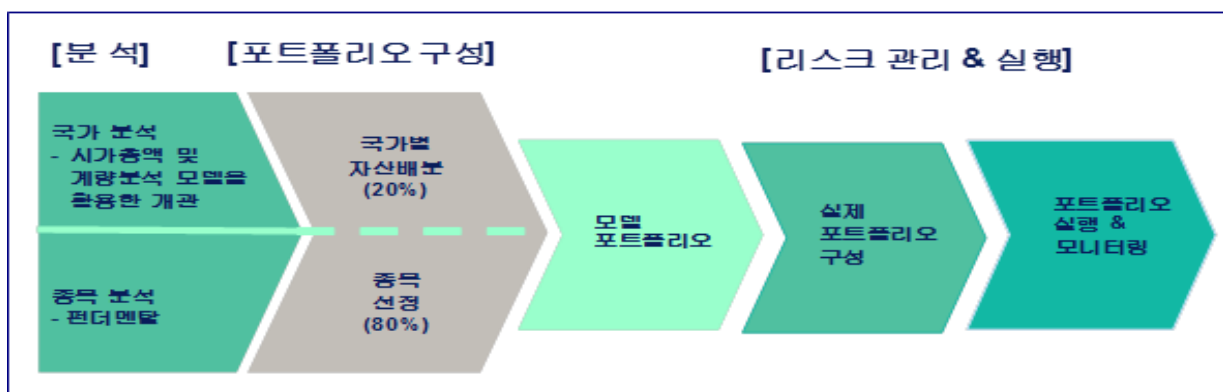 [분 석]
[포트폴리오 구성]
[리스크 관리 & 실행]
국가 분석
- 시가총액 및
계량분석 모델을
활용한 개관
종목 분석
- 펀더멘탈
국가별
자산배분
(20%)
종목
선정
(80%)
모델
포트폴리오
실제
포트폴리오
구성
포트폴리오
실행 &
모니터링